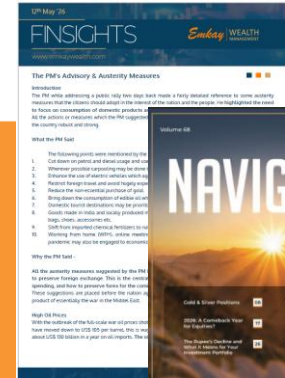 12th May '26
FINSIGHTS
Emkay WEALTH MANAGEMENT
www.emkaywealth.com
The PM's Advisory & Austerity Measures
Introduction
The PM while addressing a public rally two days back made a fairly detailed reference to some austerity
measures that the citizens should adopt in the interest of the nation and the people. He highlighted the need
to focus on consumption of domestic products a
All the actions or measures which the PM suggested
the country robust and strong.
What the PM Said
The following points were mentioned by the
1. Cut down on petrol and diesel usage and use
2. Wherever possible carpooling may be done
3. Enhance the use of electric vehicles which
4. Restrict foreign travel and avoid hugely
5. Reduce the non-essential purchase of gold.
6. Bring down the consumption of edible oil
7. Domestic tourist destinations may be
8. Goods made in India and locally produced
bags, shoes, accessories etc.
9. Shift from imported chemical fertilizers to
10. Working from home (WFH), online
pandemic may also be engaged to
Why the PM Said -
All the austerity measures suggested by the PM
to preserve foreign exchange. This is the
spending, and how to preserve forex for the
These suggestions are placed before the nation
product of essentially the war in the Middle East.
High Oil Prices
With the outbreak of the full-scale war oil prices
have moved down to US$ 105 per barrel, this is
about US$ 138 billion in a year on oil imports. The
Volume 68
NAVIG
Cold & Silver Positions 08
2026: A Comeback Year
for Equities? 17
The Rupee's Decline and
What It Means for Your
Investment Portfolio 26